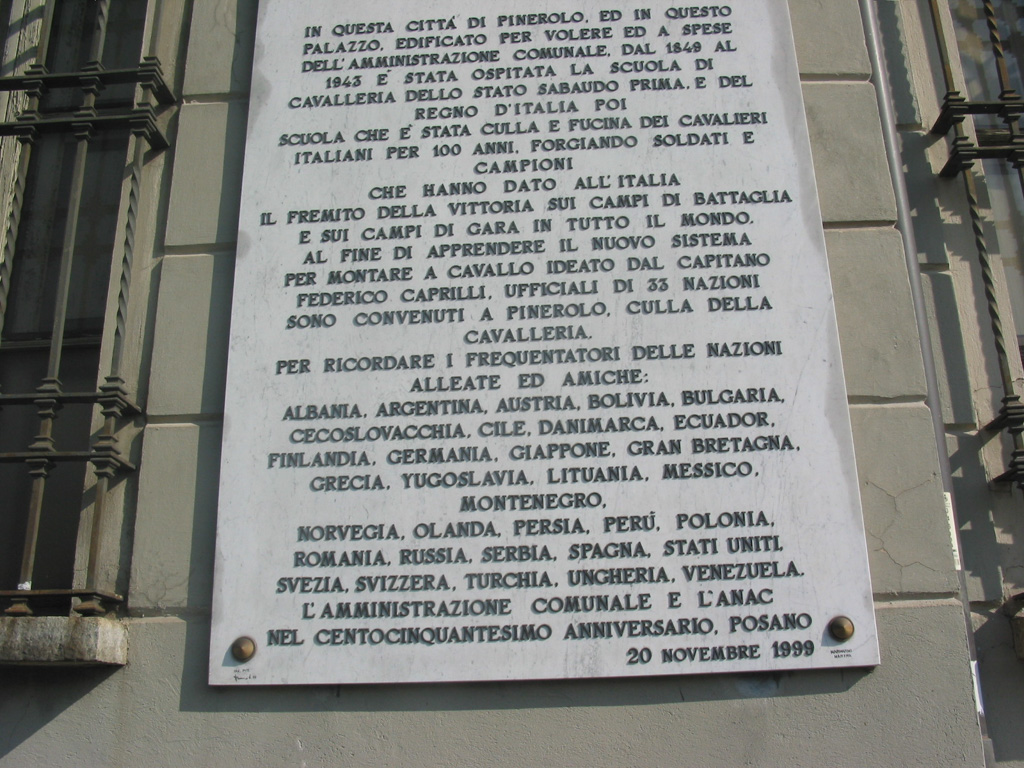 IN QUESTA CITTÀ DI PINEROLO, ED IN QUESTO
PALAZZO, EDIFICATO PER VOLERE ED A SPESE
DELL'AMMINISTRAZIONE COMUNALE, DAL 1849 AL
1943 E' STATA OSPITATA LA SCUOLA DI
CAVALLERIA DELLO STATO SABAUDO PRIMA, E DEL
REGNO D'ITALIA POI
SCUOLA CHE E' STATA CULLA E FUCINA DEI CAVALIERI
ITALIANI PER 100 ANNI, FORGIANDO SOLDATI E
CAMPIONI
CHE HANNO DATO ALL'ITALIA
IL FREMITO DELLA VITTORIA SUI CAMPI DI BATTAGLIA
E SUI CAMPI DI GARA IN TUTTO IL MONDO.
AL FINE DI APPRENDERE IL NUOVO SISTEMA
PER MONTARE A CAVALLO IDEATO DAL CAPITANO
FEDERICO CAPRILLI, UFFICIALI DI 33 NAZIONI
SONO CONVENUTI A PINEROLO, CULLA DELLA
CAVALLERIA.
PER RICORDARE I FREQUENTATORI DELLE NAZIONI
ALLEATE ED AMICHE:
ALBANIA, ARGENTINA, AUSTRIA, BOLIVIA, BULGARIA,
CECOSLOVACCHIA, CILE, DANIMARCA, ECUADOR,
FINLANDIA, GERMANIA, GIAPPONE, GRAN BRETAGNA,
GRECIA, YUGOSLAVIA, LITUANIA, MESSICO,
MONTENEGRO,
NORVEGIA, OLANDA, PERSIA, PERÚ, POLONIA,
ROMANIA, RUSSIA, SERBIA, SPAGNA, STATI UNITI,
SVEZIA, SVIZZERA, TURCHIA, UNGHERIA, VENEZUELA.
L'AMMINISTRAZIONE COMUNALE E L'ANAC
NEL CENTOCINQUANTESIMO ANNIVERSARIO, POSANO
20 NOVEMBRE 1999